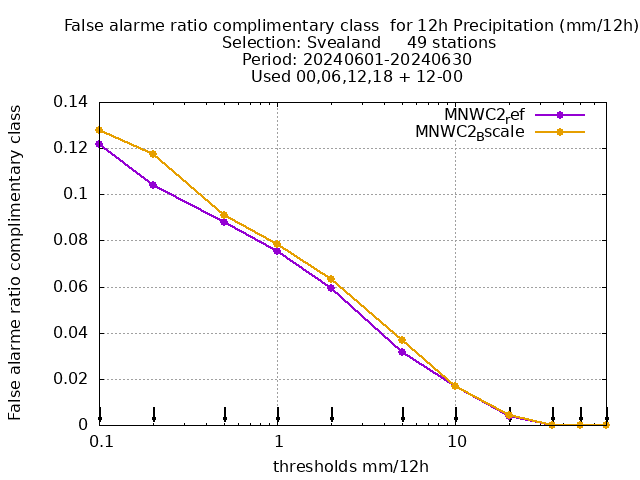 False alarme ratio complimentary class  for 12h Precipitation (mm/12h)
Selection: Svealand     49 stations
Period: 20240601-20240630
Used 00,06,12,18 + 12-00
False alarme ratio complimentary class
0.14
0.12
0.1
0.08
0.06
0.04
0.02
0
MNWC2ref
MNWC2Bscale
0.1 1 10
thresholds mm/12h